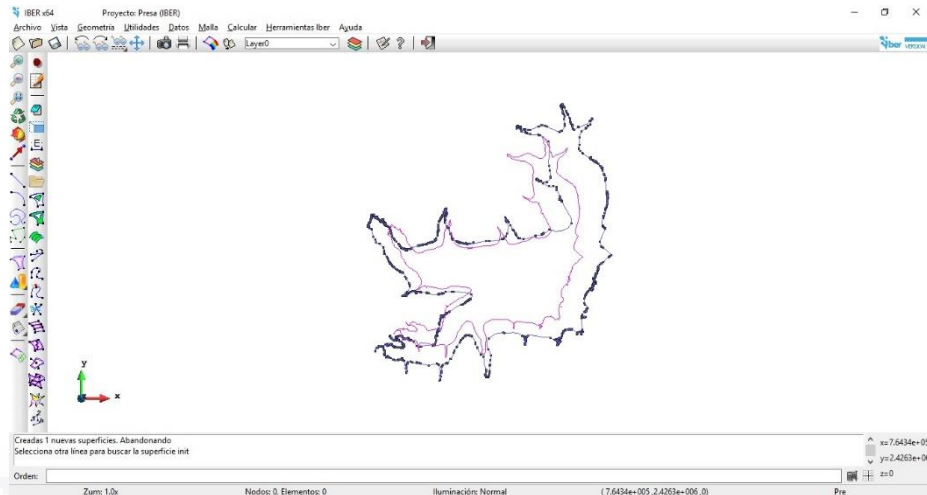 IBER x64 Proyecto: Presa (IBER)
Archivo Vista Geometría Utilidades Datos Malla Calcular Herramientas Iber Ayuda
Layer0
Iber VERSION
E
y
x
Creadas 1 nuevas superficies. Abandonando
Selecciona otra línea para buscar la superficie init
x=7.6434e+05
y=2.4263e+06
z=0
Orden:
Zum: 1.0x Nodos: 0, Elementos: 0 Iluminación: Normal ( 7.6434e+005 ,2.4263e+006 ,0) Pre